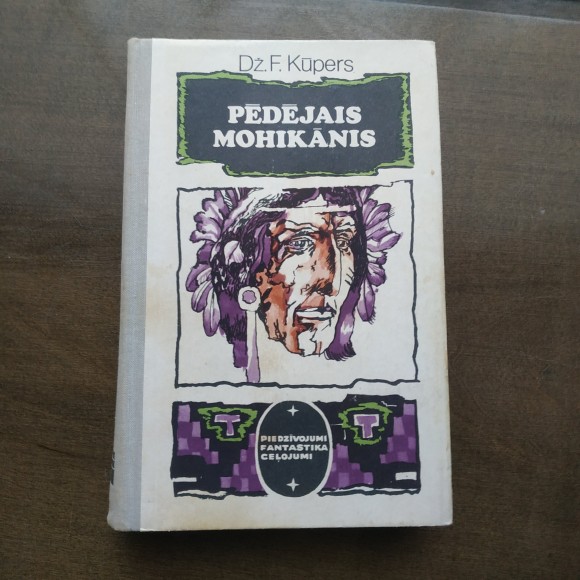 Dž. F. Kūpers
PĒDĒJAIS
MOHIKĀNIS
T T
PIEDZĪVOJUMI
FANTASTIKA
CEĻOJUMI